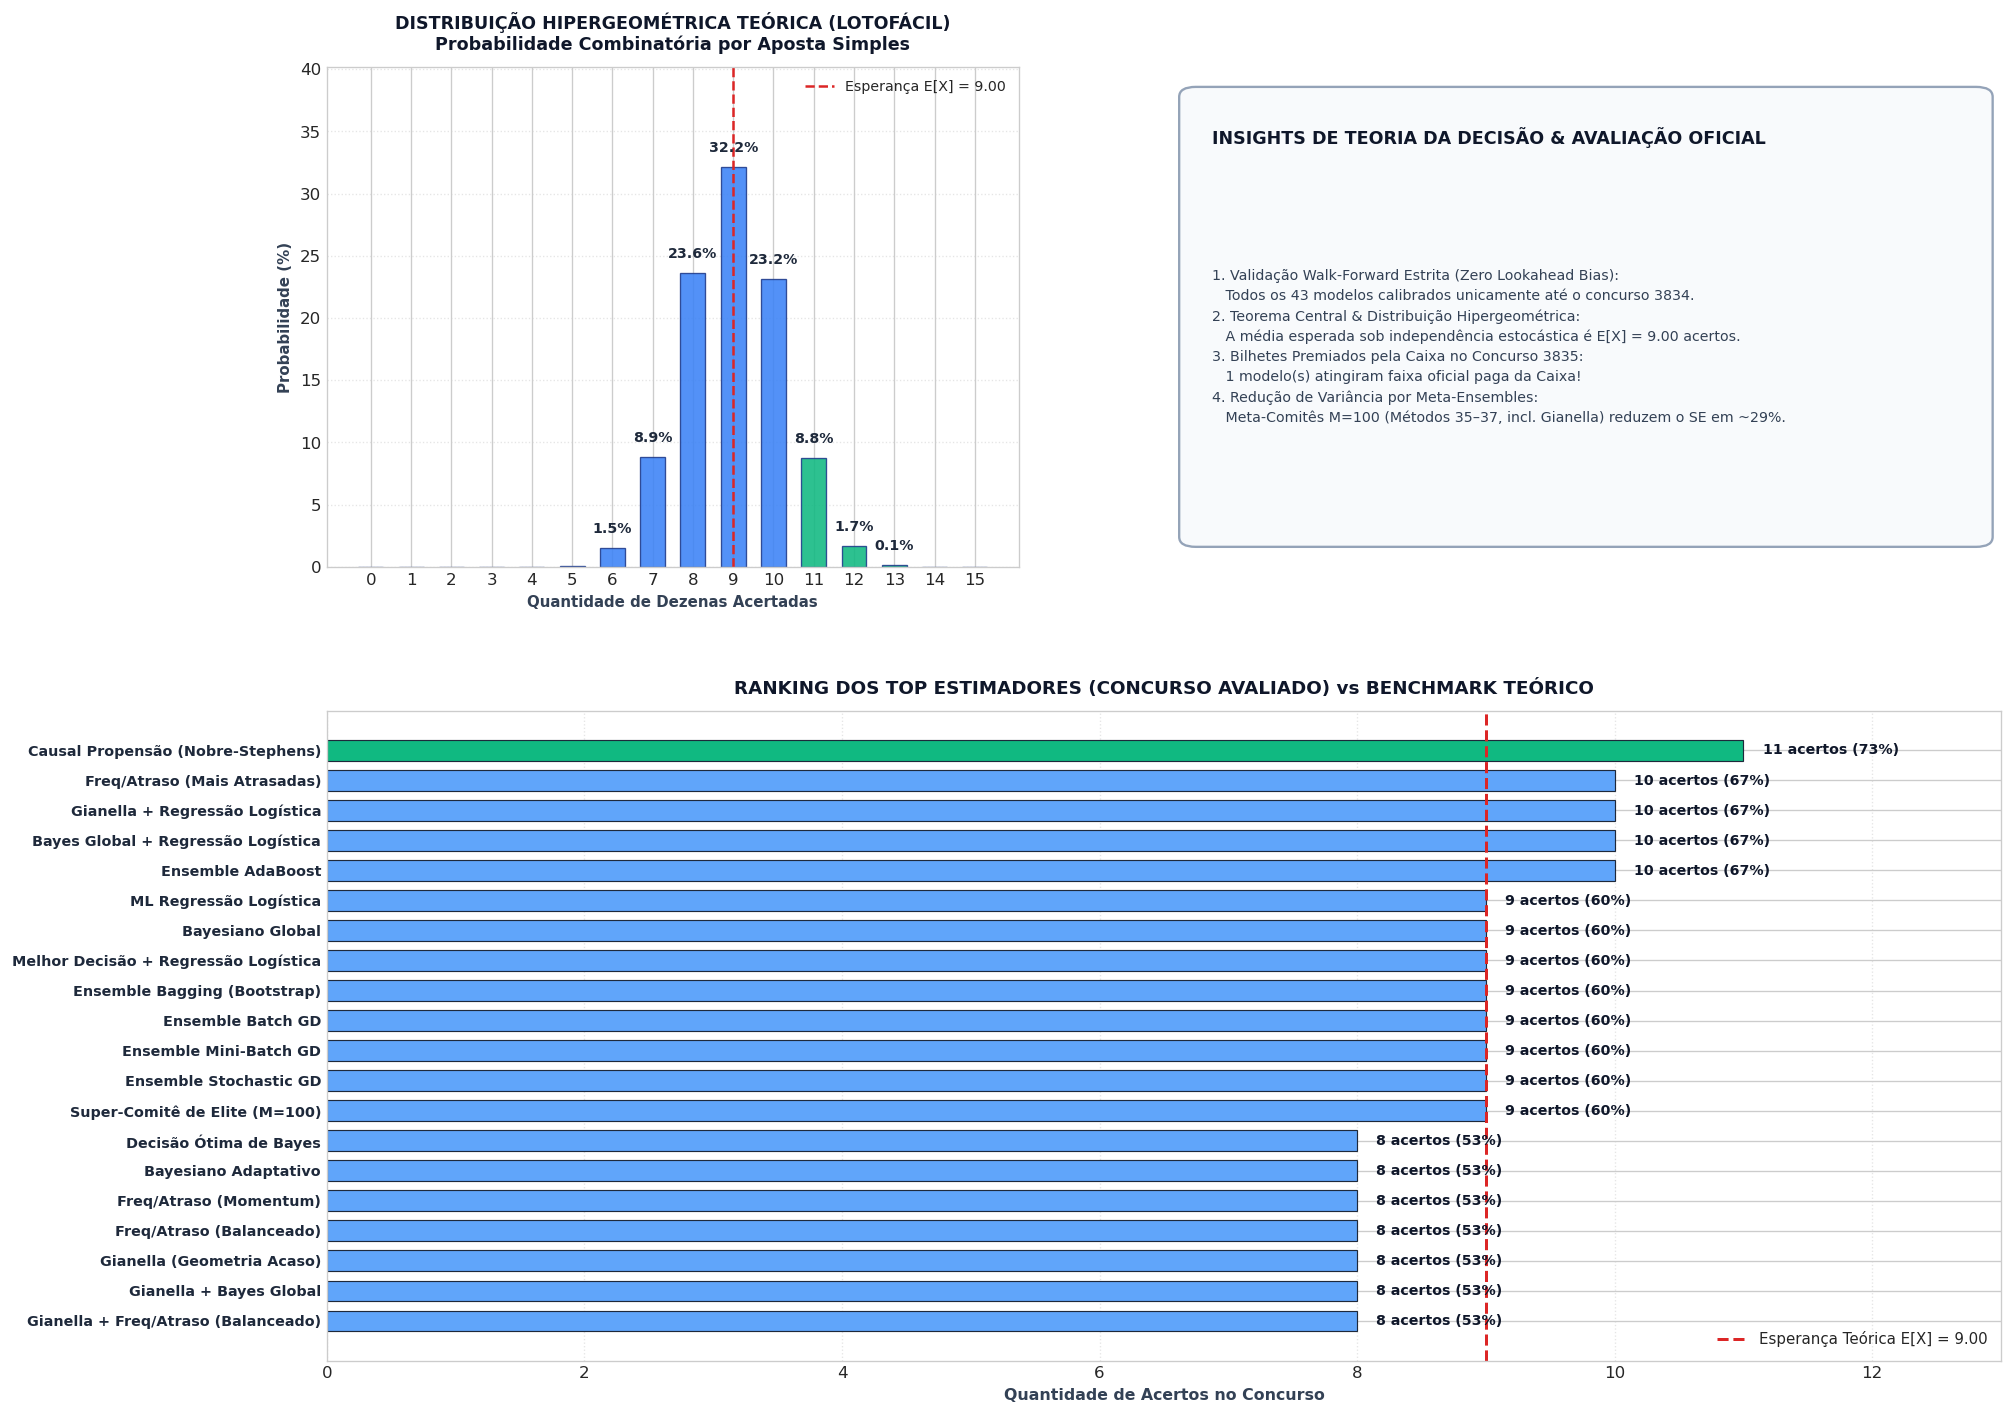 DISTRIBUIÇÃO HIPERGEOMÉTRICA TEÓRICA (LOTOFÁCIL)
Probabilidade Combinatória por Aposta Simples
Esperança E[X] = 9.00
Probabilidade (%)
40
35
30
25
20
15
10
5
0
1.5%
8.9%
23.6%
32.2%
23.2%
8.8%
1.7%
0.1%
0 1 2 3 4 5 6 7 8 9 10 11 12 13 14 15
Quantidade de Dezenas Acertadas
INSIGHTS DE TEORIA DA DECISÃO & AVALIAÇÃO OFICIAL
1. Validação Walk-Forward Estrita (Zero Lookahead Bias):
Todos os 43 modelos calibrados unicamente até o concurso 3834.
2. Teorema Central & Distribuição Hipergeométrica:
A média esperada sob independência estocástica é E[X] = 9.00 acertos.
3. Bilhetes Premiados pela Caixa no Concurso 3835:
1 modelo(s) atingiram faixa oficial paga da Caixa!
4. Redução de Variância por Meta-Ensembles:
Meta-Comitês M=100 (Métodos 35–37, incl. Gianella) reduzem o SE em ~29%.
RANKING DOS TOP ESTIMADORES (CONCURSO AVALIADO) vs BENCHMARK TEÓRICO
Causal Propensão (Nobre-Stephens) 11 acertos (73%)
Freq/Atraso (Mais Atrasadas) 10 acertos (67%)
Gianella + Regressão Logística 10 acertos (67%)
Bayes Global + Regressão Logística 10 acertos (67%)
Ensemble AdaBoost 10 acertos (67%)
ML Regressão Logística 9 acertos (60%)
Bayesiano Global 9 acertos (60%)
Melhor Decisão + Regressão Logística 9 acertos (60%)
Ensemble Bagging (Bootstrap) 9 acertos (60%)
Ensemble Batch GD 9 acertos (60%)
Ensemble Mini-Batch GD 9 acertos (60%)
Ensemble Stochastic GD 9 acertos (60%)
Super-Comitê de Elite (M=100) 9 acertos (60%)
Decisão Ótima de Bayes 8 acertos (53%)
Bayesiano Adaptativo 8 acertos (53%)
Freq/Atraso (Momentum) 8 acertos (53%)
Freq/Atraso (Balanceado) 8 acertos (53%)
Gianella (Geometria Acaso) 8 acertos (53%)
Gianella + Bayes Global 8 acertos (53%)
Gianella + Freq/Atraso (Balanceado) 8 acertos (53%)
Esperança Teórica E[X] = 9.00
0 2 4 6 8 10 12
Quantidade de Acertos no Concurso